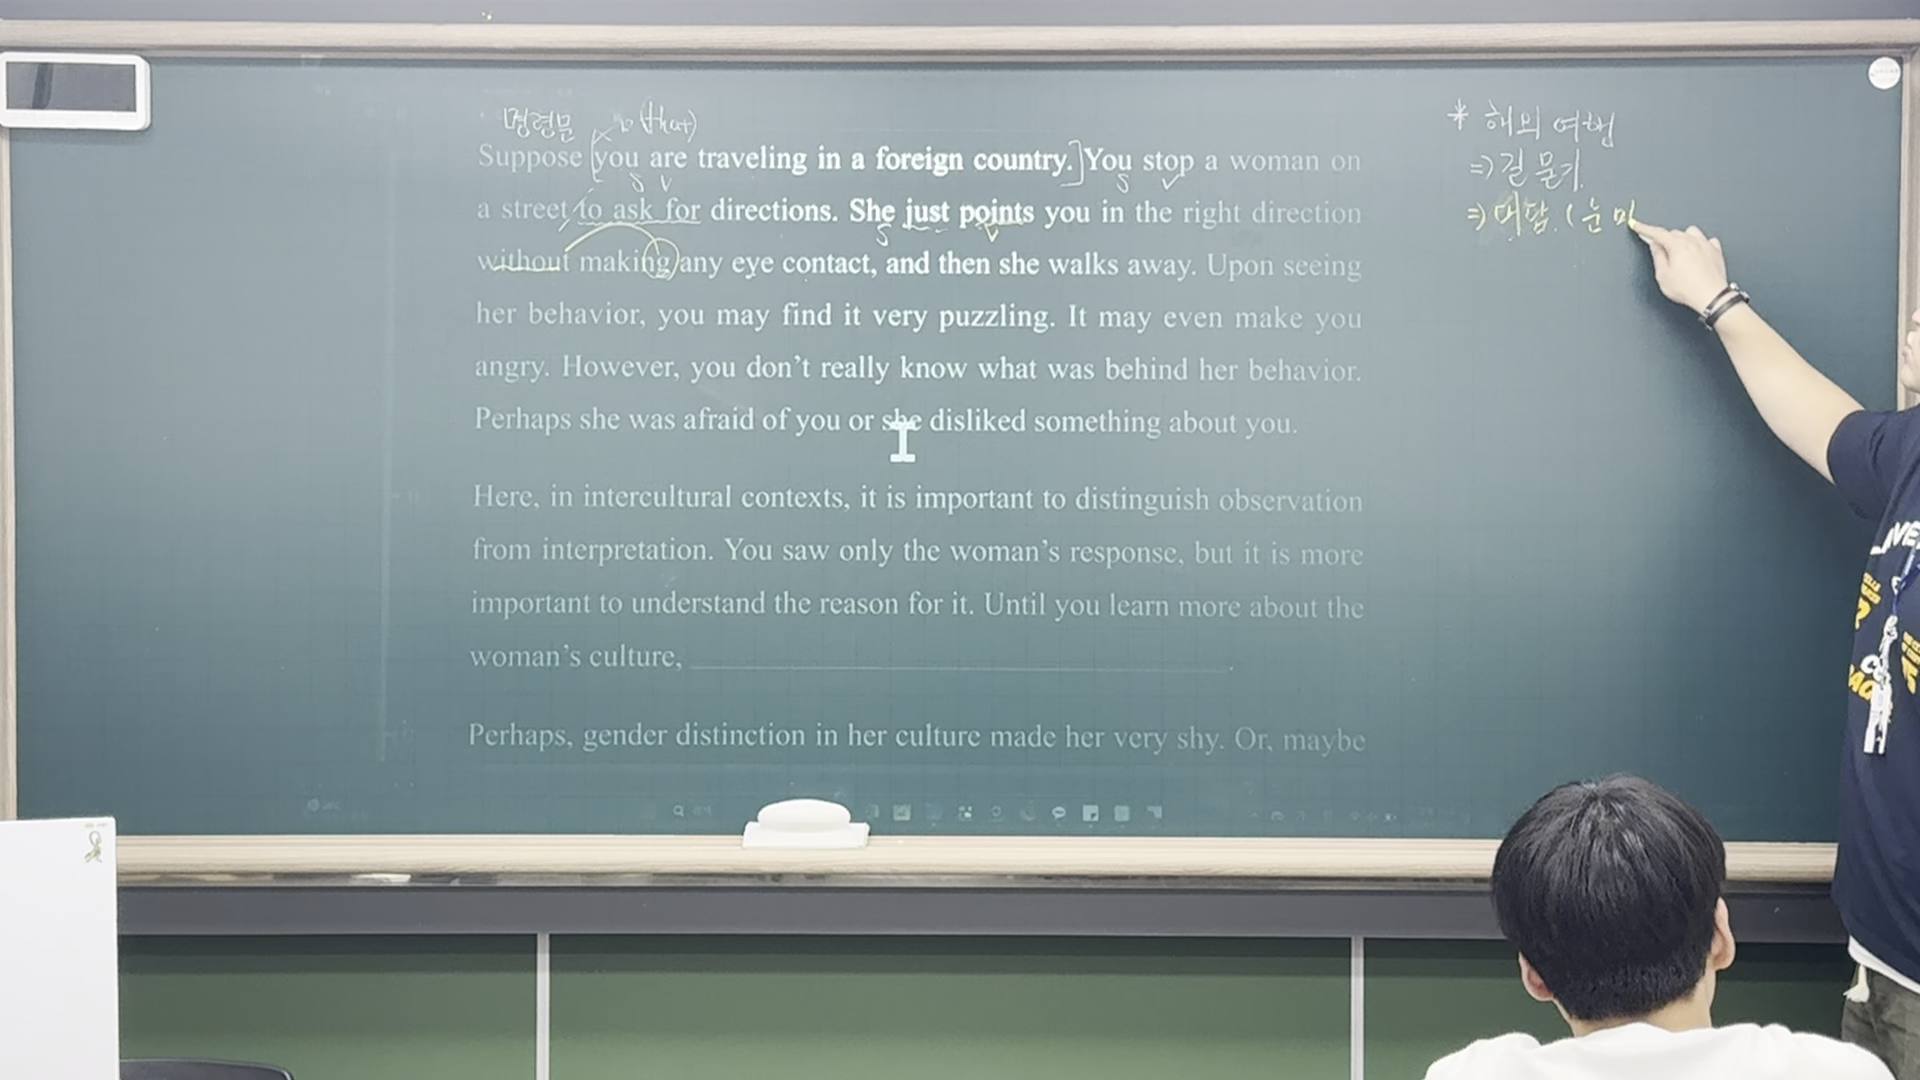 명령문 (that)
Suppose you are traveling in a foreign country. You stop a woman on
a street to ask for directions. She just points you in the right direction
without making any eye contact, and then she walks away. Upon seeing
her behavior, you may find it very puzzling. It may even make you
angry. However, you don't really know what was behind her behavior.
Perhaps she was afraid of you or she disliked something about you.
Here, in intercultural contexts, it is important to distinguish observation
from interpretation. You saw only the woman's response, but it is more
important to understand the reason for it. Until you learn more about the
woman's culture,
Perhaps, gender distinction in her culture made her very shy. Or, maybe
* 해외 여행
⇒ 길 묻기
⇒ 대답. ( 눈